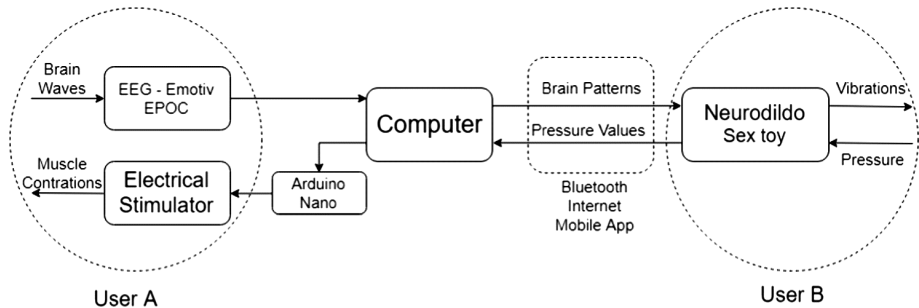 Brain
Waves
EEG - Emotiv
EPOC
Muscle
Contrations
Electrical
Stimulator
Arduino
Nano
Computer
Brain Patterns
Pressure Values
Bluetooth
Internet
Mobile App
Neurodildo
Sex toy
Vibrations
Pressure
User A
User B